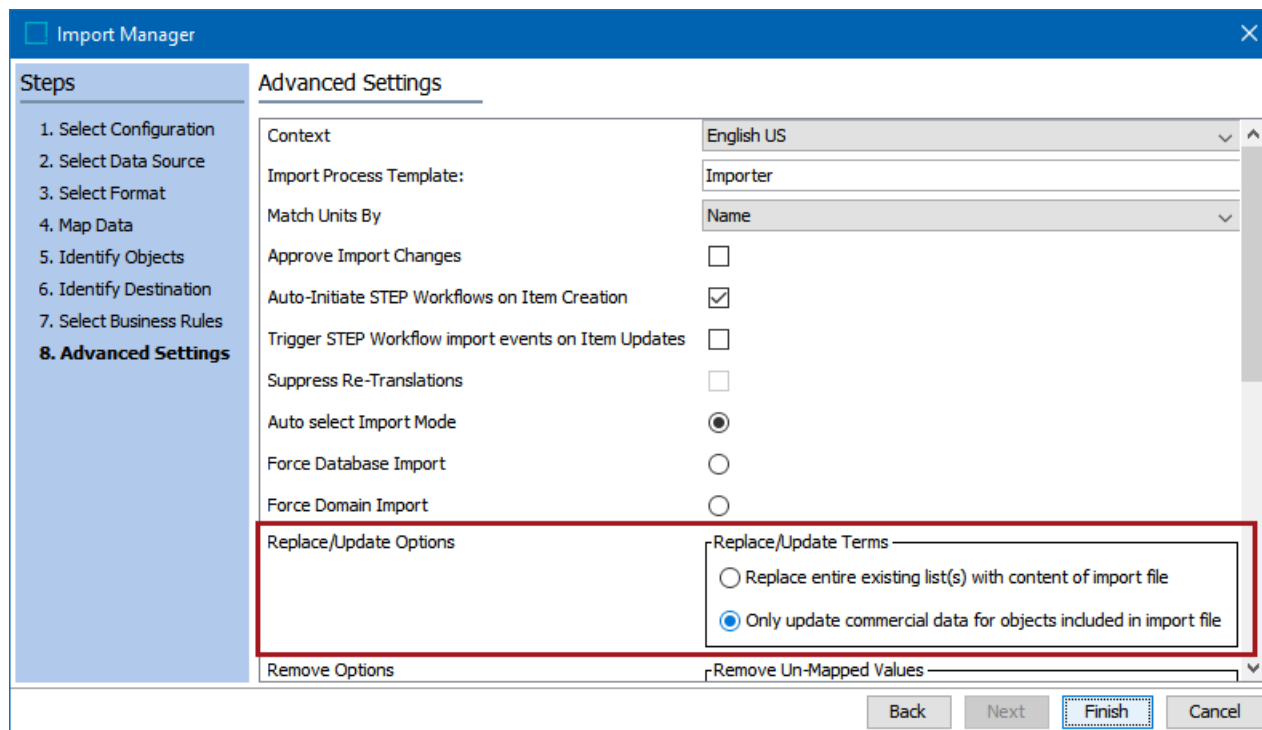 Import Manager
Steps
1. Select Configuration
2. Select Data Source
3. Select Format
4. Map Data
5. Identify Objects
6. Identify Destination
7. Select Business Rules
8. Advanced Settings
Advanced Settings
Context English US
Import Process Template: Importer
Match Units By Name
Approve Import Changes
Auto-Initiate STEP Workflows on Item Creation
Trigger STEP Workflow import events on Item Updates
Suppress Re-Translations
Auto select Import Mode
Force Database Import
Force Domain Import
Replace/Update Options Replace/Update Terms
Replace entire existing list(s) with content of import file
Only update commercial data for objects included in import file
Remove Options Remove Un-Mapped Values
Back Next Finish Cancel